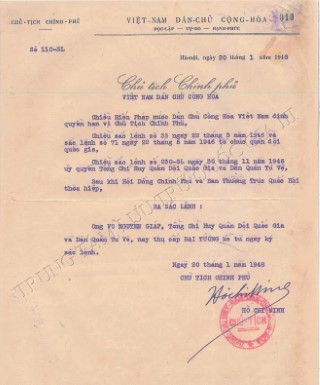 CHỦ-TỊCH CHÍNH-PHỦ
VIỆT-NAM DÂN-CHỦ CỘNG-HÒA
ĐỘC-LẬP — TỰ-DO — HẠNH-PHÚC
Số 110-SL
Hà-nội, ngày 20 tháng 1 năm 1948
Chủ tịch Chính phủ
VIỆT NAM DÂN CHỦ CỘNG HÒA
Chiếu Hiến Pháp nước Dân Chủ Cộng Hòa Việt Nam định
quyền hạn vị Chủ Tịch Chính Phủ,
Chiếu sắc lệnh số 33 ngày 22 tháng 3 năm 1946 và
sắc lệnh số 71 ngày 22 tháng 5 năm 1946 tổ chức quân đội
quốc gia,
Chiếu sắc lệnh số 230-SL ngày 30 tháng 11 năm 1946
uỷ quyền Tổng Chỉ Huy Quân Đội Quốc Gia và Dân Quân Tự Vệ,
Sau khi Hội Đồng Chính Phủ và Ban Thường Trực Quốc Hội
thỏa hiệp,
RA SẮC LỆNH :
Ông VÕ NGUYÊN GIÁP, Tổng Chỉ Huy Quân Đội Quốc Gia
và Dân Quân Tự Vệ, nay thụ cấp ĐẠI TƯỚNG kể từ ngày ký
sắc lệnh.
Ngày 20 tháng 1 năm 1948
CHỦ TỊCH CHÍNH PHỦ
HỒ CHÍ MINH